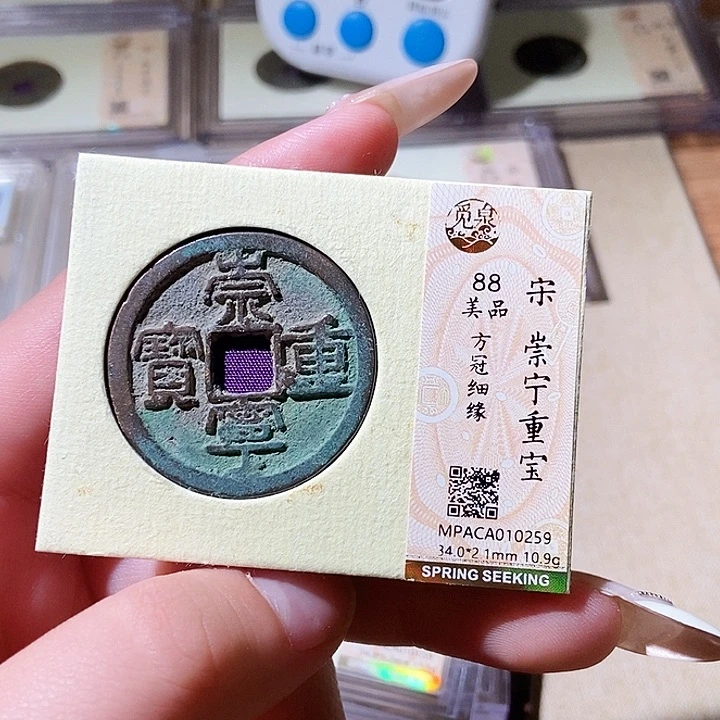 崇寧重寶
觅泉
88
美品
方冠细缘
宋 崇宁重宝
MPACA010259
34.0*2.1mm 10.9g
SPRING SEEKING